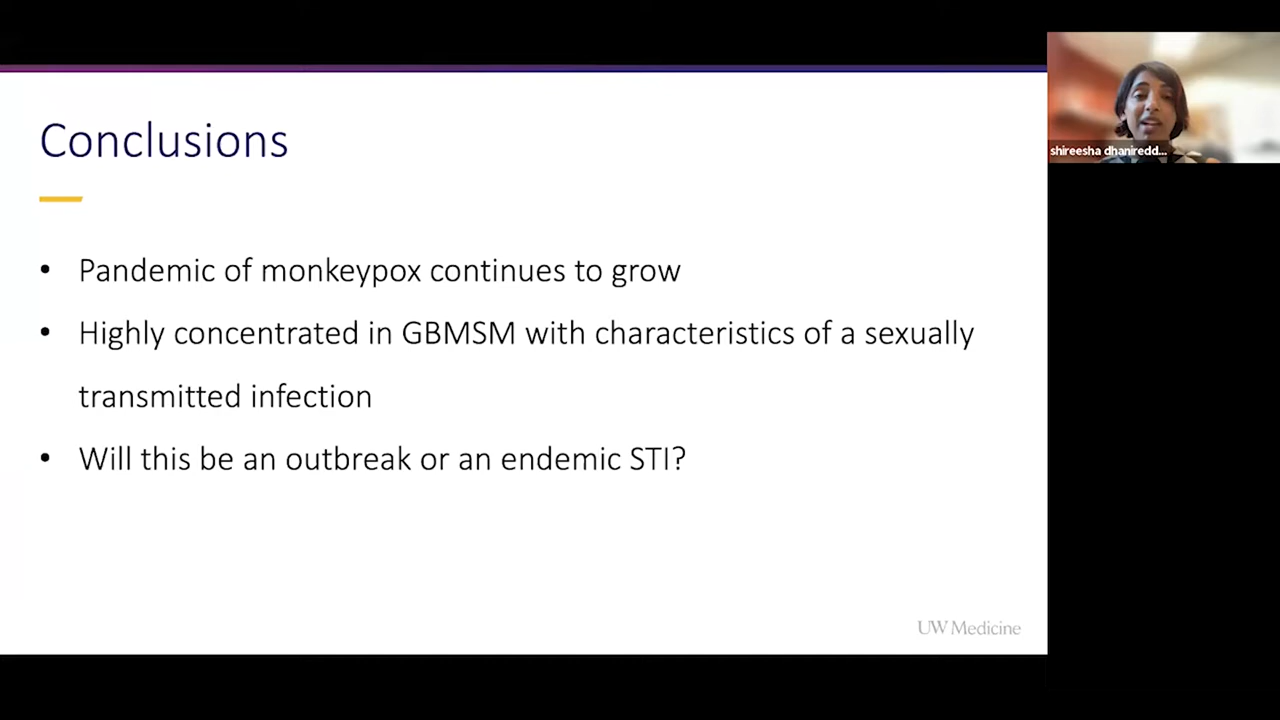 Conclusions
• Pandemic of monkeypox continues to grow
• Highly concentrated in GBMSM with characteristics of a sexually
transmitted infection
• Will this be an outbreak or an endemic STI?
UW Medicine
shireesha dhaniredd...